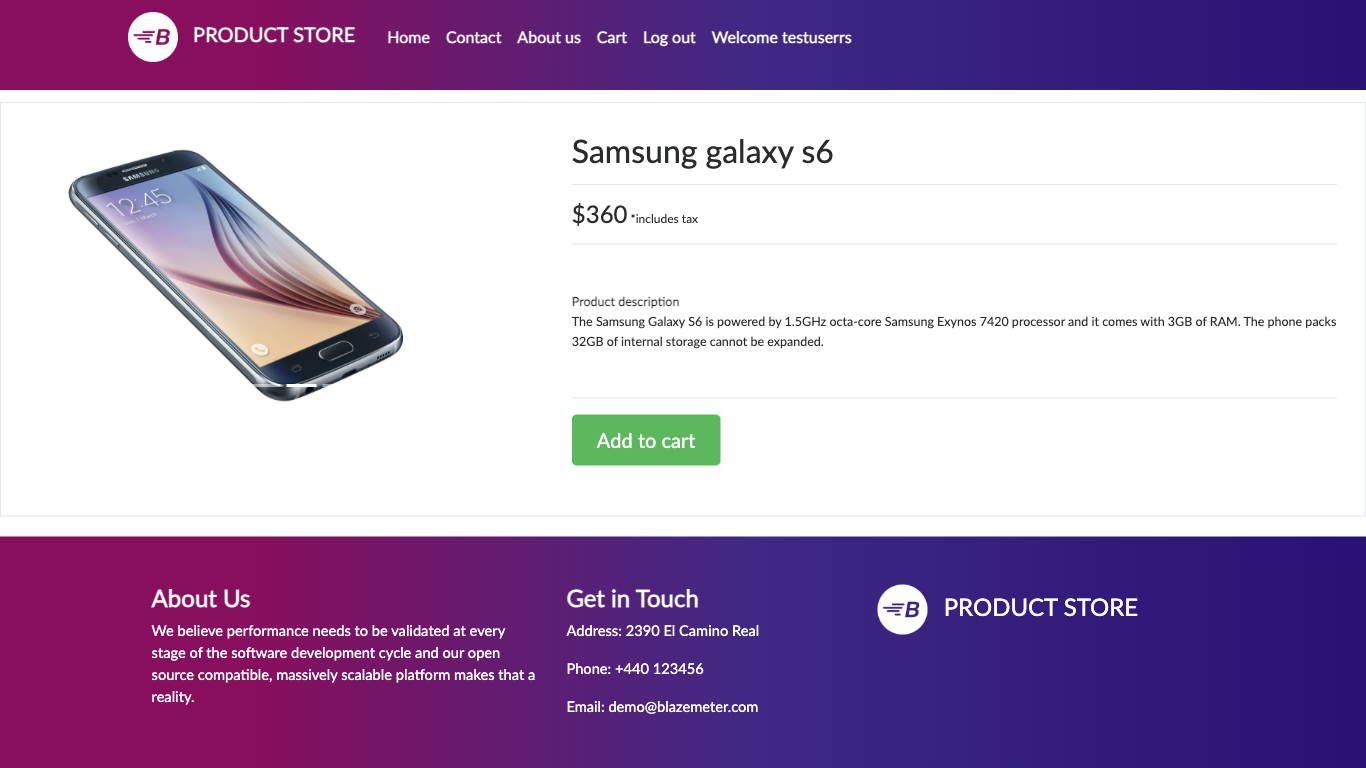 B PRODUCT STORE Home Contact About us Cart Log out Welcome testuserrs
SAMSUNG
12:45
Samsung galaxy s6
$360 *includes tax
Product description
The Samsung Galaxy S6 is powered by 1.5GHz octa-core Samsung Exynos 7420 processor and it comes with 3GB of RAM. The phone packs
32GB of internal storage cannot be expanded.
Add to cart
About Us
We believe performance needs to be validated at every
stage of the software development cycle and our open
source compatible, massively scalable platform makes that a
reality.
Get in Touch
Address: 2390 El Camino Real
Phone: +440 123456
Email: demo@blazemeter.com
B PRODUCT STORE